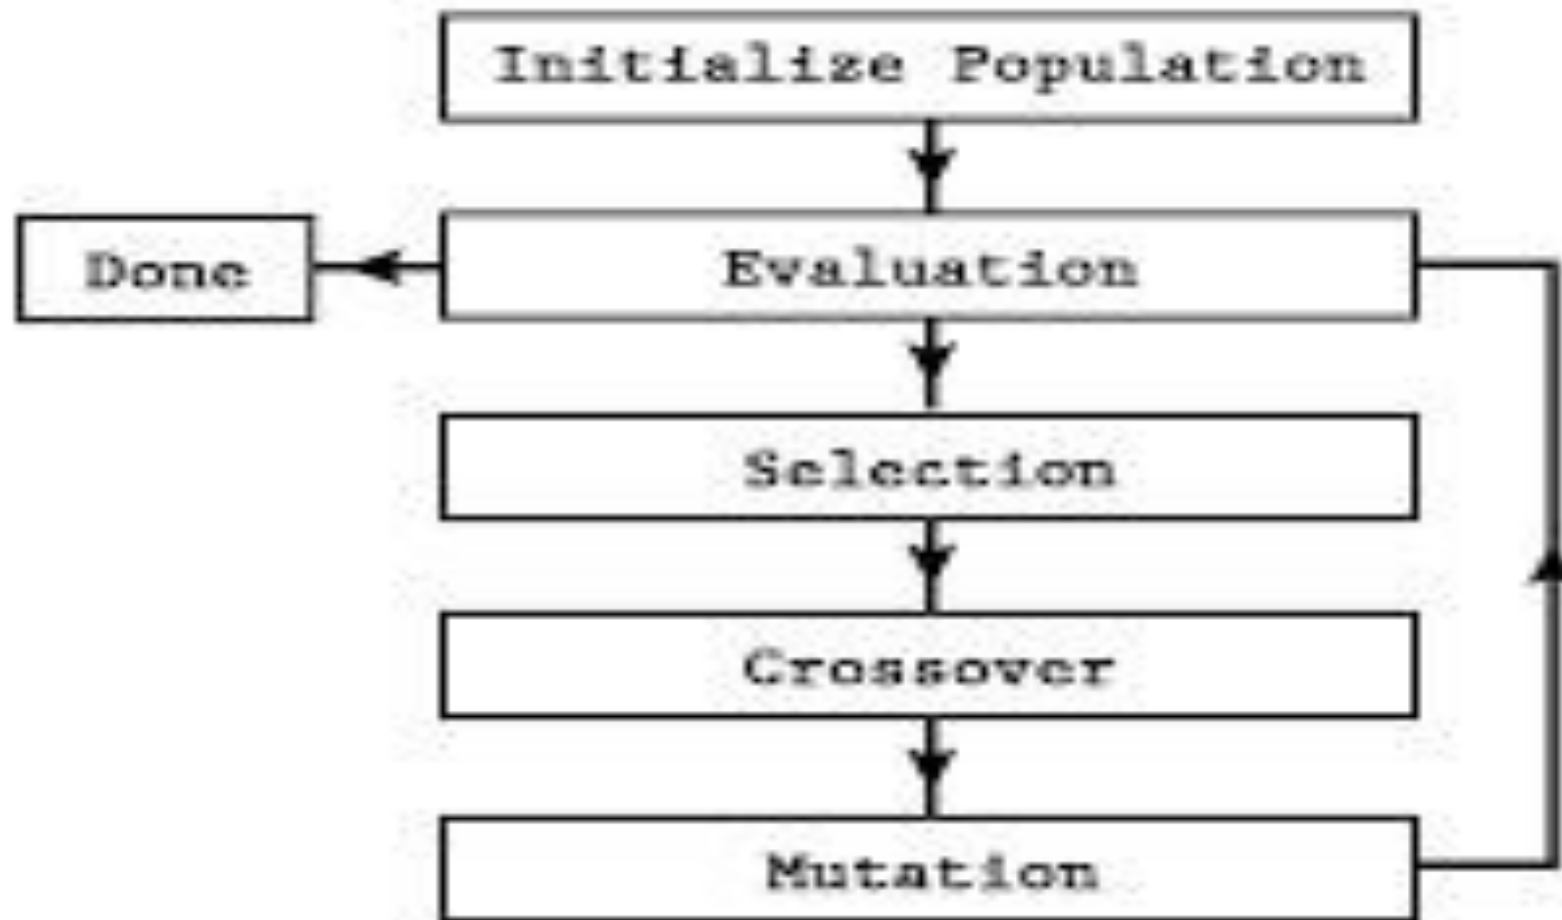 Initialize Population
Done
Evaluation
Selection
Crossover
Mutation